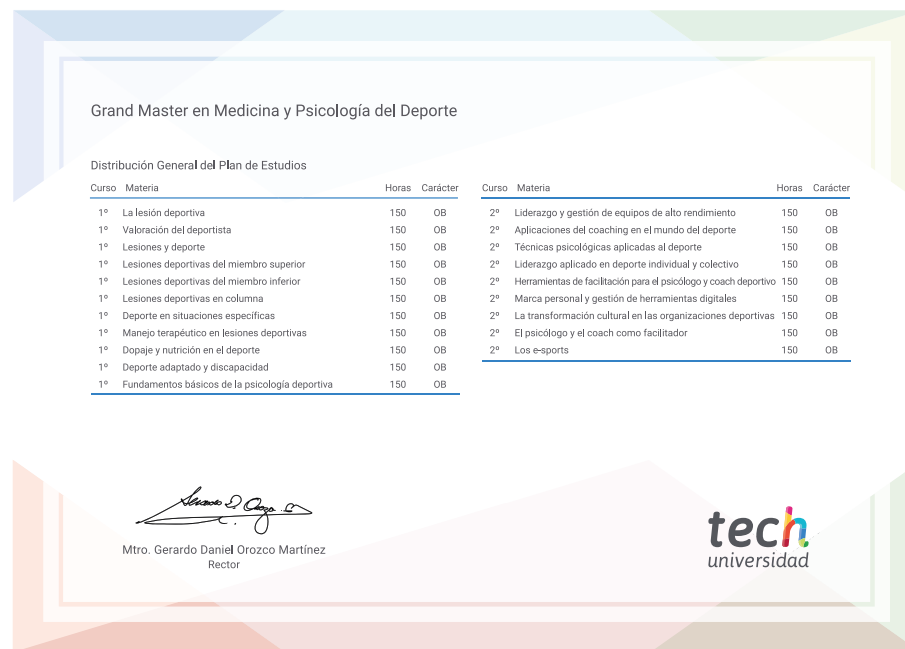 Grand Master en Medicina y Psicología del Deporte
Distribución General del Plan de Estudios
Curso Materia Horas Carácter
1º La lesión deportiva 150 OB
1º Valoración del deportista 150 OB
1º Lesiones y deporte 150 OB
1º Lesiones deportivas del miembro superior 150 OB
1º Lesiones deportivas del miembro inferior 150 OB
1º Lesiones deportivas en columna 150 OB
1º Deporte en situaciones específicas 150 OB
1º Manejo terapéutico en lesiones deportivas 150 OB
1º Dopaje y nutrición en el deporte 150 OB
1º Deporte adaptado y discapacidad 150 OB
1º Fundamentos básicos de la psicología deportiva 150 OB
Curso Materia Horas Carácter
2º Liderazgo y gestión de equipos de alto rendimiento 150 OB
2º Aplicaciones del coaching en el mundo del deporte 150 OB
2º Técnicas psicológicas aplicadas al deporte 150 OB
2º Liderazgo aplicado en deporte individual y colectivo 150 OB
2º Herramientas de facilitación para el psicólogo y coach deportivo 150 OB
2º Marca personal y gestión de herramientas digitales 150 OB
2º La transformación cultural en las organizaciones deportivas 150 OB
2º El psicólogo y el coach como facilitador 150 OB
2º Los e-sports 150 OB
Mtro. Gerardo Daniel Orozco Martínez
Rector
tech
universidad